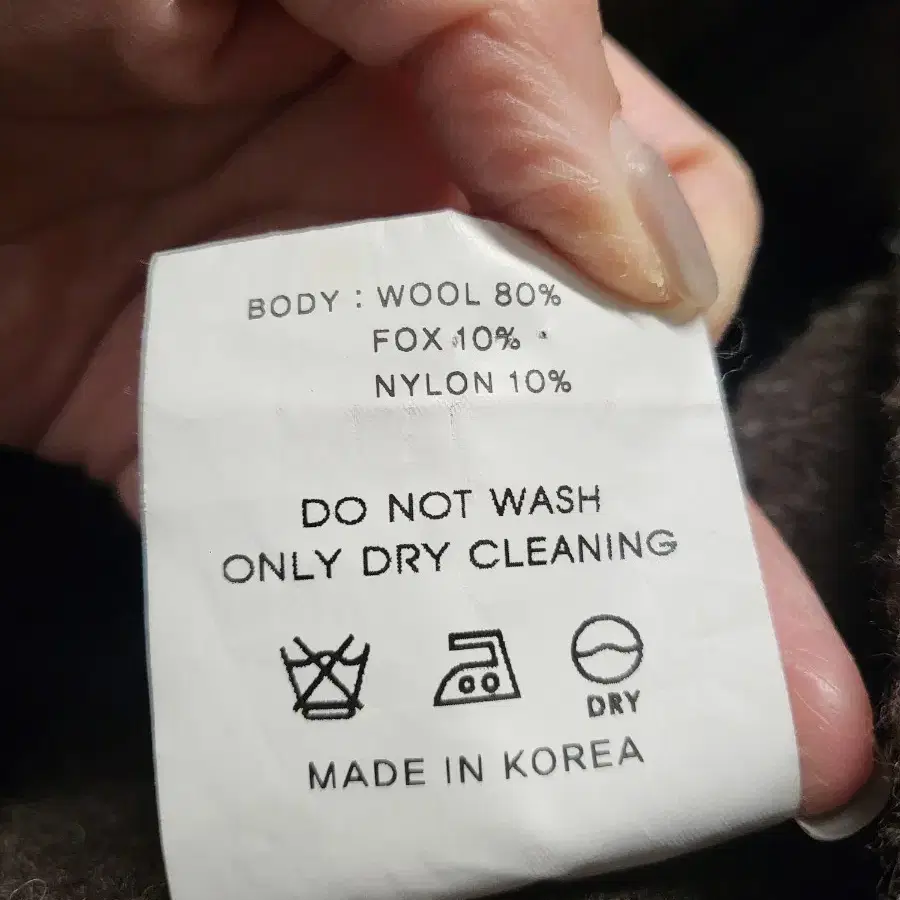 BODY : WOOL 80%
FOX 10%
NYLON 10%
DO NOT WASH
ONLY DRY CLEANING
DRY
MADE IN KOREA